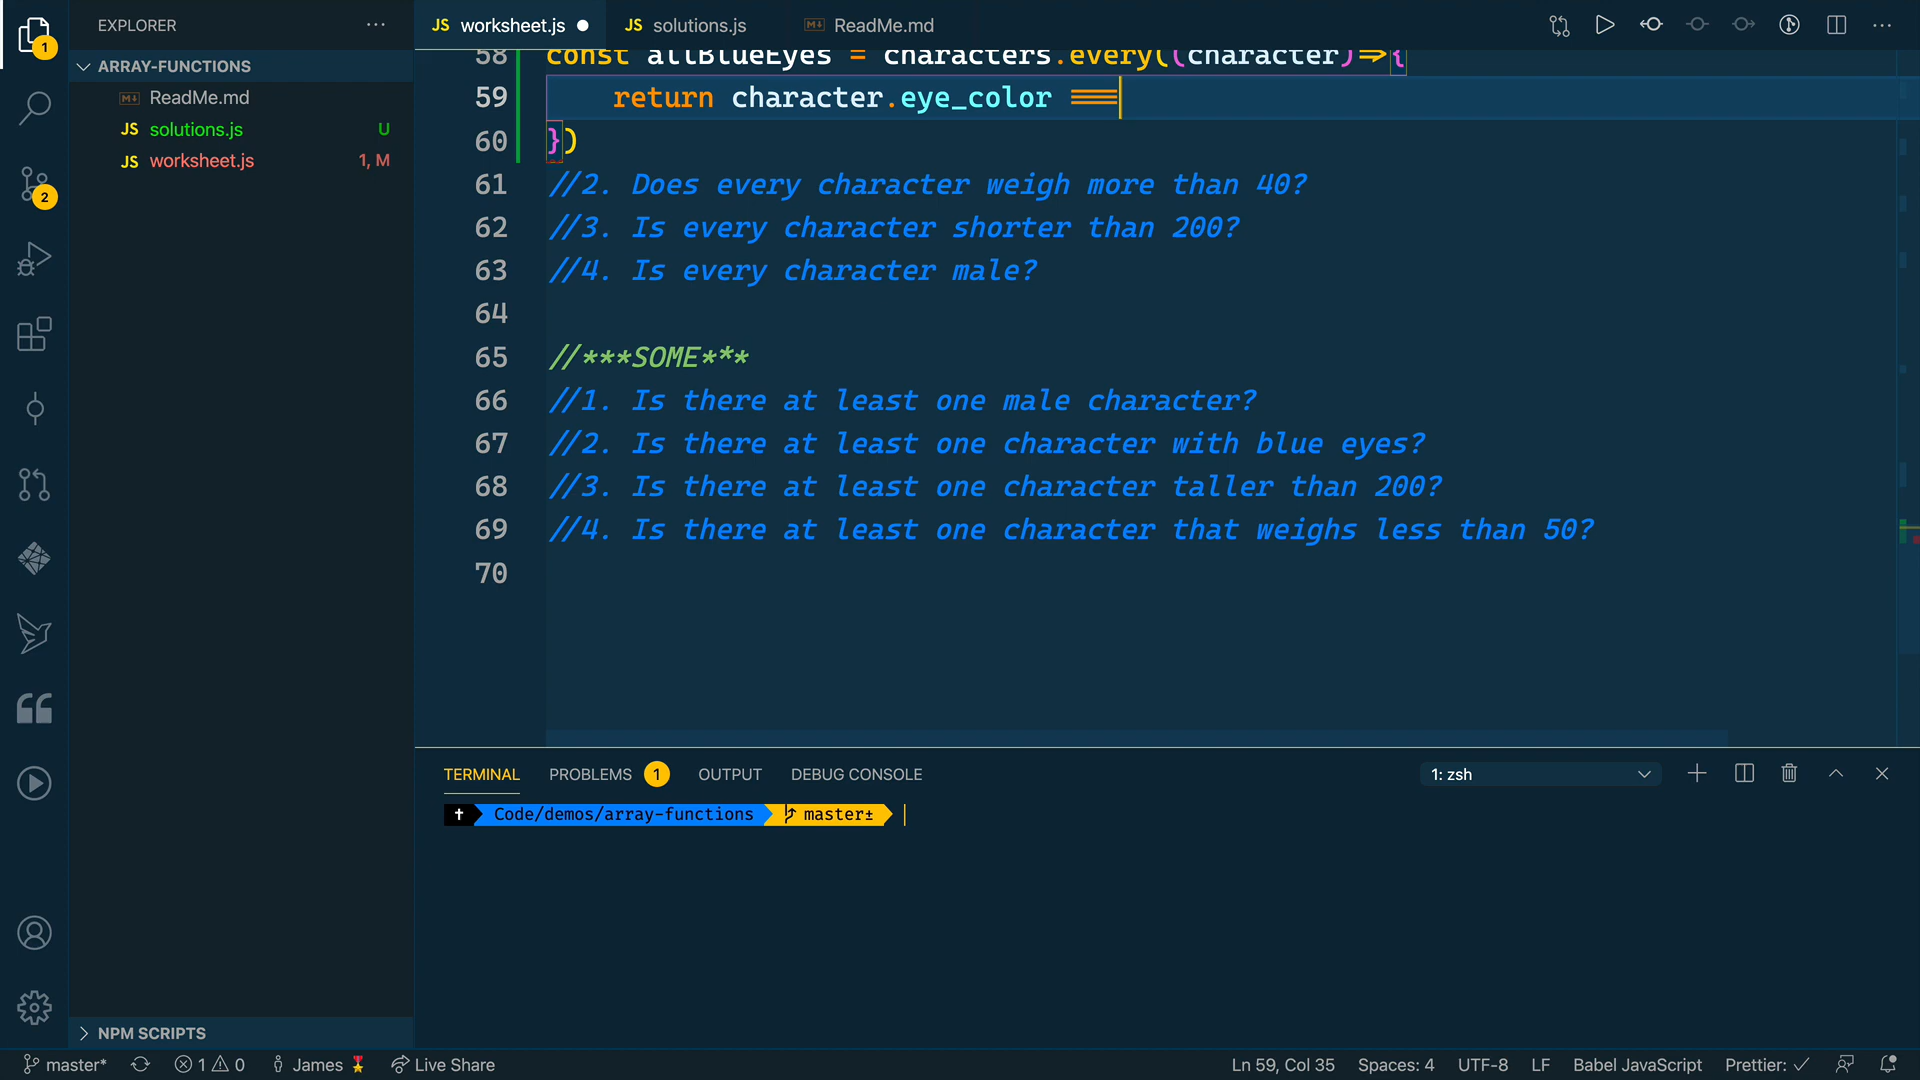 EXPLORER
ARRAY-FUNCTIONS
ReadMe.md
JS solutions.js U
JS worksheet.js 1, M
NPM SCRIPTS
1
2
JS worksheet.js
JS solutions.js
ReadMe.md
58 const allBlueEyes = characters.every((character)=>{
59 return character.eye_color ===
60 })
61 //2. Does every character weigh more than 40?
62 //3. Is every character shorter than 200?
63 //4. Is every character male?
64
65 //***SOME***
66 //1. Is there at least one male character?
67 //2. Is there at least one character with blue eyes?
68 //3. Is there at least one character taller than 200?
69 //4. Is there at least one character that weighs less than 50?
70
TERMINAL PROBLEMS 1 OUTPUT DEBUG CONSOLE 1: zsh
Code/demos/array-functions master±
master* 1 0 James Live Share Ln 59, Col 35 Spaces: 4 UTF-8 LF Babel JavaScript Prettier: ✓